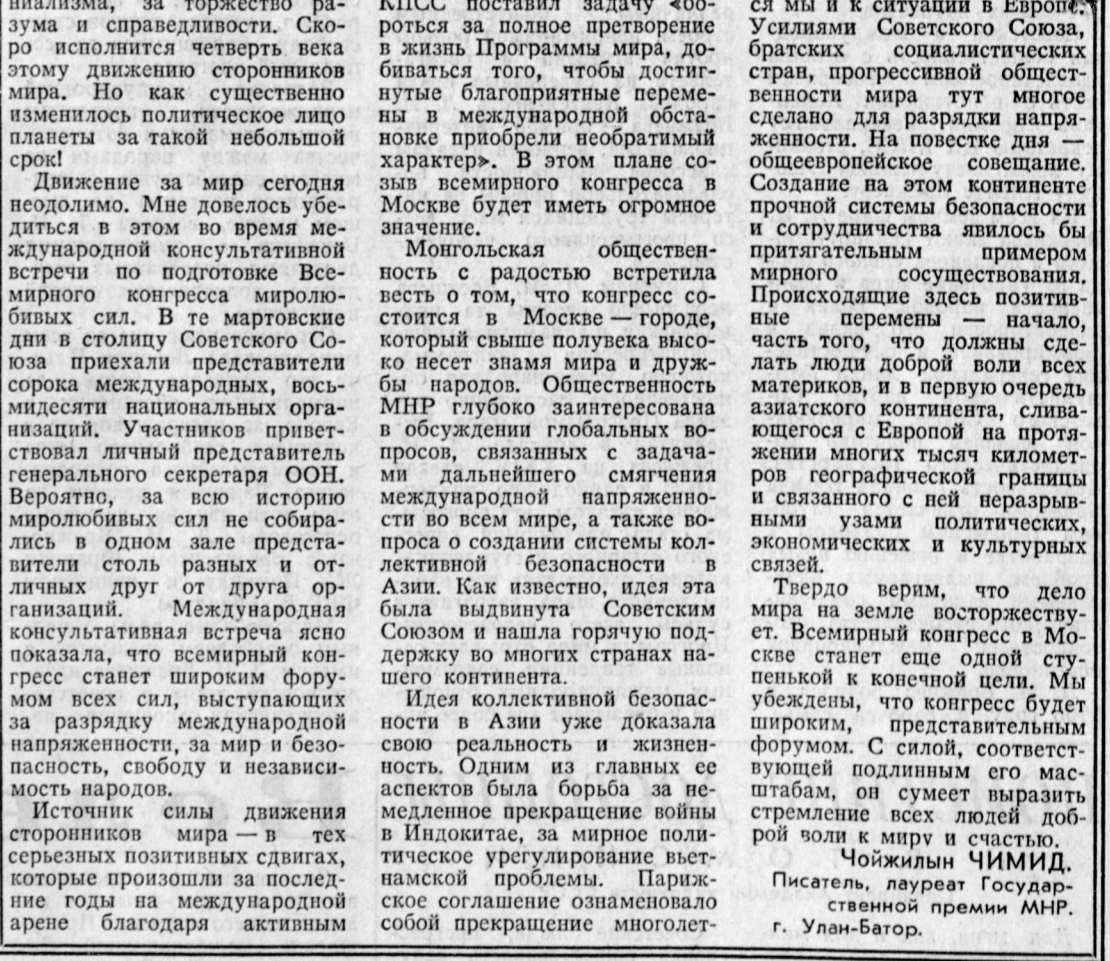 ниализма, за торжество ра-
зума и справедливости. Ско-
ро исполнится четверть века
этому движению сторонников
мира. Но как существенно
изменилось политическое лицо
планеты за такой небольшой
срок!
Движение за мир сегодня
неодолимо. Мне довелось убе-
диться в этом во время ме-
ждународной консультативной
встречи по подготовке Все-
мирного конгресса миролю-
бивых сил. В те мартовские
дни в столицу Советского Со-
юза приехали представители
сорока международных, вось-
мидесяти национальных орга-
низаций. Участников привет-
ствовал личный представитель
генерального секретаря ООН.
Вероятно, за всю историю
миролюбивых сил не собира-
лись в одном зале предста-
вители столь разных и от-
личных друг от друга ор-
ганизаций. Международная
консультативная встреча ясно
показала, что всемирный кон-
гресс станет широким фору-
мом всех сил, выступающих
за разрядку международной
напряженности, за мир и безо-
пасность, свободу и независи-
мость народов.
Источник силы движения
сторонников мира — в тех
серьезных позитивных сдвигах,
которые произошли за послед-
ние годы на международной
арене благодаря активным
КПСС поставил задачу «бо-
роться за полное претворение
в жизнь Программы мира, до-
биваться того, чтобы достиг-
нутые благоприятные переме-
ны в международной обста-
новке приобрели необратимый
характер». В этом плане со-
зыв всемирного конгресса в
Москве будет иметь огромное
значение.
Монгольская обществен-
ность с радостью встретила
весть о том, что конгресс со-
стоится в Москве — городе,
который свыше полувека высо-
ко несет знамя мира и друж-
бы народов. Общественность
МНР глубоко заинтересована
в обсуждении глобальных во-
просов, связанных с задача-
ми дальнейшего смягчения
международной напряженно-
сти во всем мире, а также во-
проса о создании системы кол-
лективной безопасности в
Азии. Как известно, идея эта
была выдвинута Советским
Союзом и нашла горячую под-
держку во многих странах на-
шего континента.
Идея коллективной безопас-
ности в Азии уже доказала
свою реальность и жизнен-
ность. Одним из главных ее
аспектов была борьба за не-
медленное прекращение войны
в Индокитае, за мирное поли-
тическое урегулирование вьет-
намской проблемы. Париж-
ское соглашение ознаменовало
собой прекращение многолет-
ся мы и к ситуации в Европе.
Усилиями Советского Союза,
братских социалистических
стран, прогрессивной общест-
венности мира тут многое
сделано для разрядки напря-
женности. На повестке дня —
общеевропейское совещание.
Создание на этом континенте
прочной системы безопасности
и сотрудничества явилось бы
притягательным примером
мирного сосуществования.
Происходящие здесь позитив-
ные перемены — начало,
часть того, что должны сде-
лать люди доброй воли всех
материков, и в первую очередь
азиатского континента, слива-
ющегося с Европой на протя-
жении многих тысяч километ-
ров географической границы
и связанного с ней неразрыв-
ными узами политических,
экономических и культурных
связей.
Твердо верим, что дело
мира на земле восторжеству-
ет. Всемирный конгресс в Мо-
скве станет еще одной сту-
пенькой к конечной цели. Мы
убеждены, что конгресс будет
широким, представительным
форумом. С силой, соответст-
вующей подлинным его мас-
штабам, он сумеет выразить
стремление всех людей доб-
рой воли к миру и счастью.
Чойжилын ЧИМИД.
Писатель, лауреат Государ-
ственной премии МНР.
г. Улан-Батор.